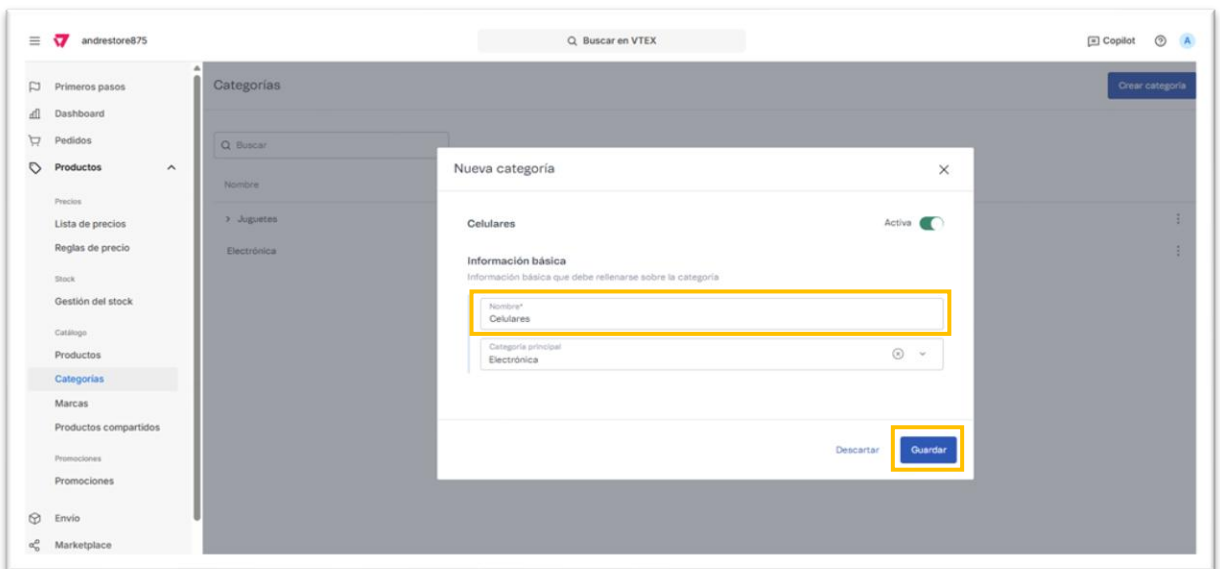 andrestore875
Buscar en VTEX
Copilot
A
Primeros pasos
Dashboard
Pedidos
Productos
Precios
Lista de precios
Reglas de precio
Stock
Gestión del stock
Catálogo
Productos
Categorías
Marcas
Productos compartidos
Promociones
Promociones
Envío
Marketplace
Categorías
Crear categoría
Buscar
Nombre
Juguetes
Electrónica
Nueva categoría
Celulares
Activa
Información básica
Información básica que debe rellenarse sobre la categoría
Nombre*
Celulares
Categoría principal
Electrónica
Descartar
Guardar